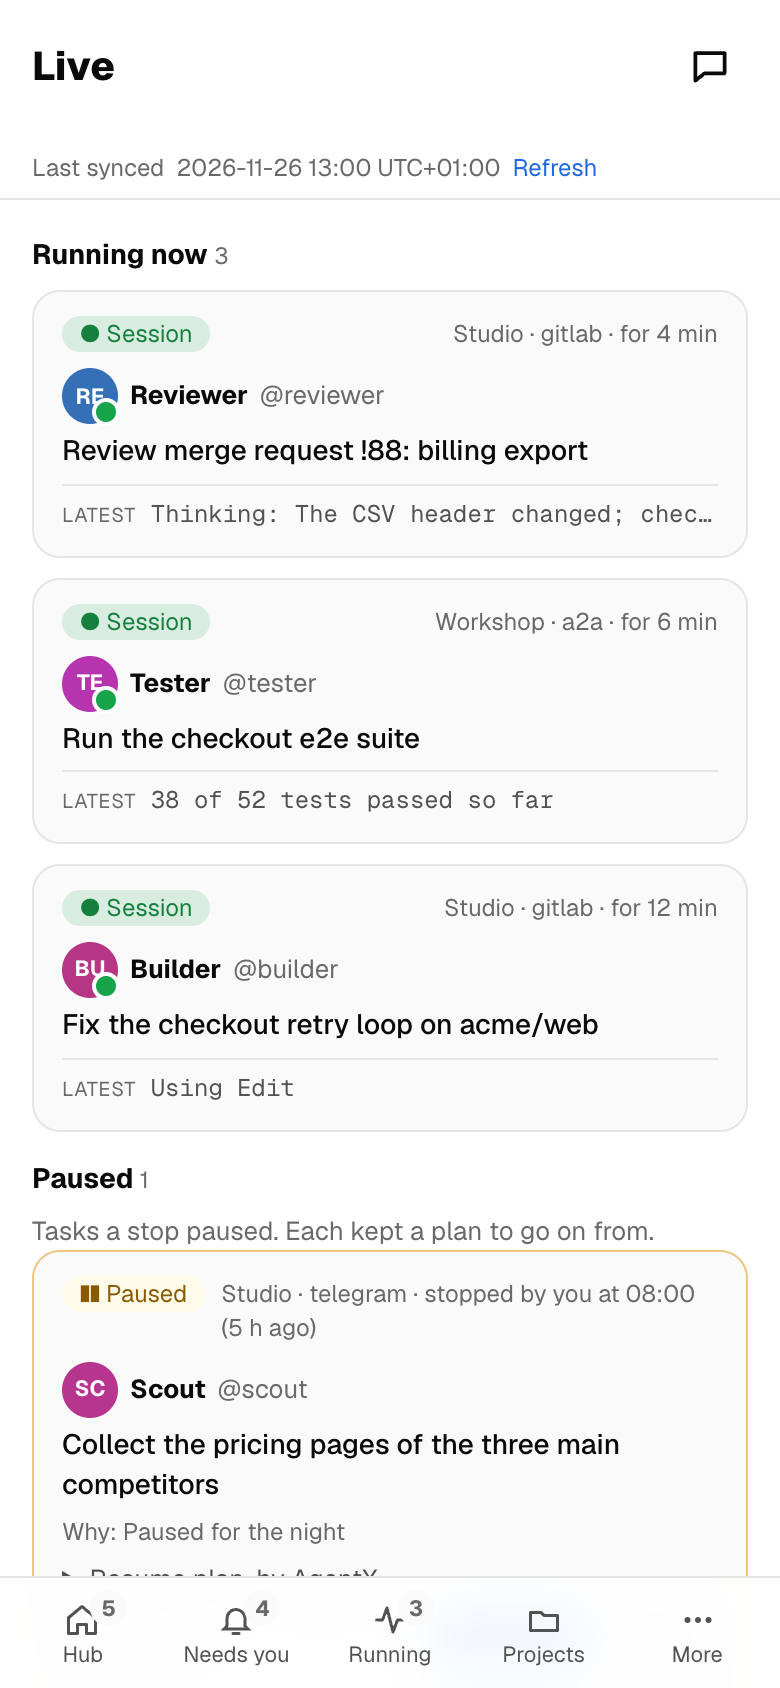 Live
Last synced 2026-11-26 13:00 UTC+01:00 Refresh
Running now 3
Session Studio · gitlab · for 4 min
RE Reviewer @reviewer
Review merge request !88: billing export
LATEST Thinking: The CSV header changed; chec…
Session Workshop · a2a · for 6 min
TE Tester @tester
Run the checkout e2e suite
LATEST 38 of 52 tests passed so far
Session Studio · gitlab · for 12 min
BU Builder @builder
Fix the checkout retry loop on acme/web
LATEST Using Edit
Paused 1
Tasks a stop paused. Each kept a plan to go on from.
Paused Studio · telegram · stopped by you at 08:00
(5 h ago)
SC Scout @scout
Collect the pricing pages of the three main
competitors
Why: Paused for the night
Resume plan, by AgentX
5 4 3
Hub Needs you Running Projects More